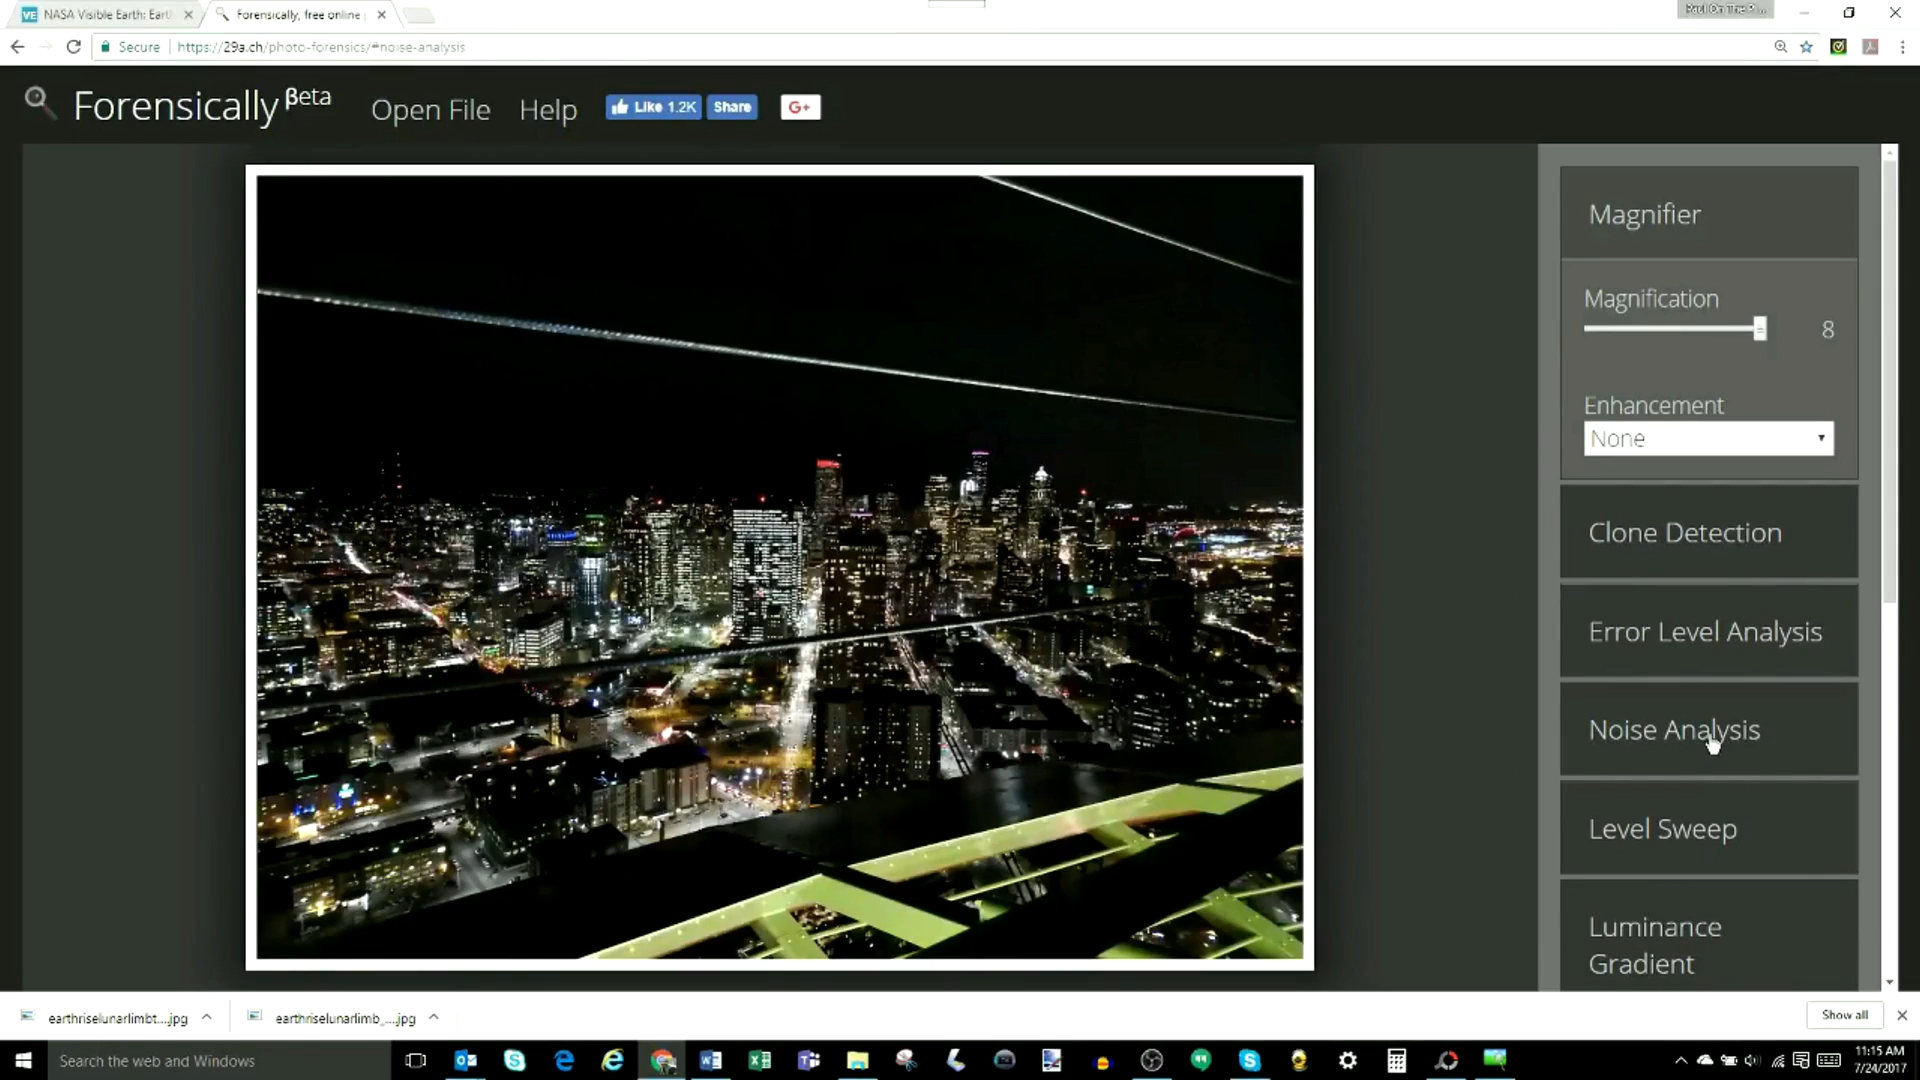 NASA Visible Earth: Eart
Forensically, free online
Secure https://29a.ch/photo-forensics/#noise-analysis
Forensically βeta
Open File
Help
Like 1.2K
Share
G+
Magnifier
Magnification
8
Enhancement
None
Clone Detection
Error Level Analysis
Noise Analysis
Level Sweep
Luminance
Gradient
earthriselunarlimbt....jpg
earthriselunarlimb_....jpg
Show all
Search the web and Windows
11:15 AM
7/24/2017